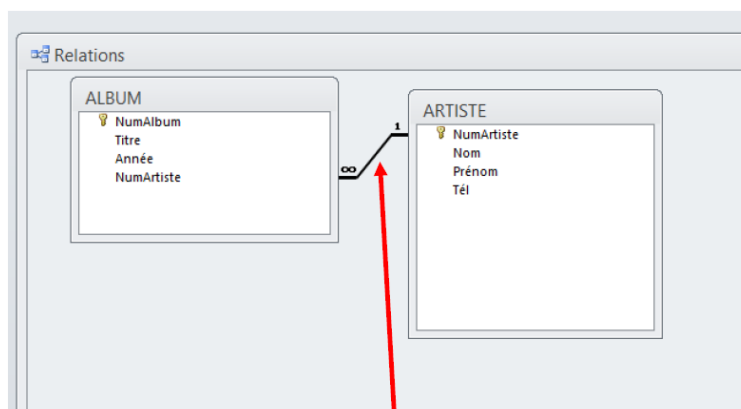 Relations
ALBUM
NumAlbum
Titre
Année
NumArtiste
∞
1
ARTISTE
NumArtiste
Nom
Prénom
Tél